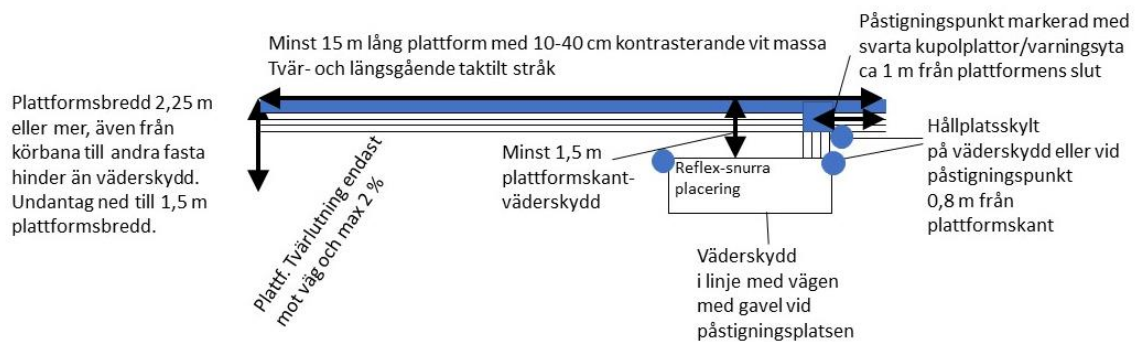 Minst 15 m lång plattform med 10-40 cm kontrasterande vit massa
Tvär- och längsgående taktilt stråk
Påstigningspunkt markerad med
svarta kupolplattor/varningsyta
ca 1 m från plattformens slut
Plattformsbredd 2,25 m
eller mer, även från
körbana till andra fasta
hinder än väderskydd.
Undantag ned till 1,5 m
plattformsbredd.
Plattf. Tvärlutning endast
mot väg och max 2 %
Minst 1,5 m
plattformskant-
väderskydd
Reflex-snurra
placering
Hållplatsskylt
på väderskydd eller vid
påstigningspunkt
0,8 m från
plattformskant
Väderskydd
i linje med vägen
med gavel vid
påstigningsplatsen